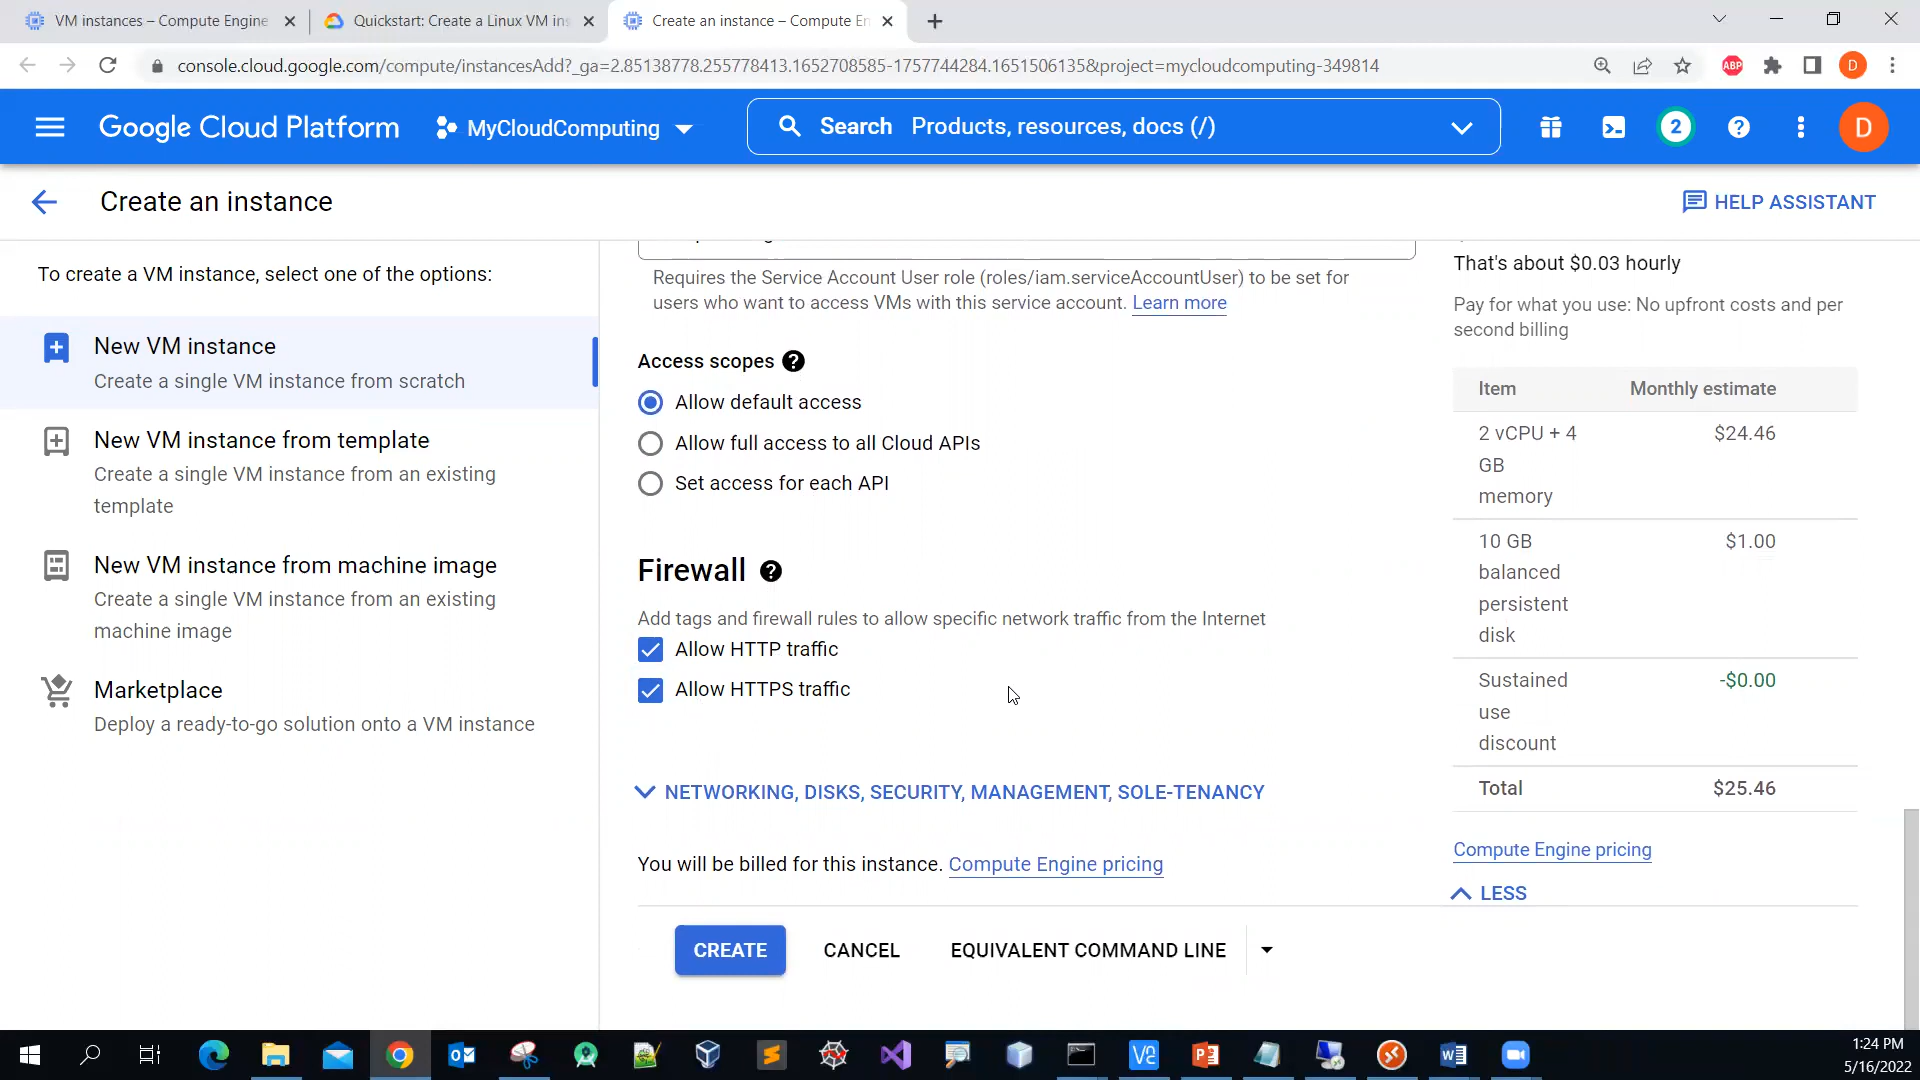 VM instances – Compute Engine
Quickstart: Create a Linux VM ins
Create an instance – Compute En
console.cloud.google.com/compute/instancesAdd?_ga=2.85138778.255778413.1652708585-1757744284.1651506135&project=mycloudcomputing-349814
ABP
D
Google Cloud Platform
MyCloudComputing
Search Products, resources, docs (/)
2
D
Create an instance
HELP ASSISTANT
To create a VM instance, select one of the options:
New VM instance
Create a single VM instance from scratch
New VM instance from template
Create a single VM instance from an existing
template
New VM instance from machine image
Create a single VM instance from an existing
machine image
Marketplace
Deploy a ready-to-go solution onto a VM instance
Requires the Service Account User role (roles/iam.serviceAccountUser) to be set for
users who want to access VMs with this service account. Learn more
Access scopes
Allow default access
Allow full access to all Cloud APIs
Set access for each API
Firewall
Add tags and firewall rules to allow specific network traffic from the Internet
Allow HTTP traffic
Allow HTTPS traffic
NETWORKING, DISKS, SECURITY, MANAGEMENT, SOLE-TENANCY
You will be billed for this instance. Compute Engine pricing
CREATE
CANCEL
EQUIVALENT COMMAND LINE
That's about $0.03 hourly
Pay for what you use: No upfront costs and per
second billing
Item Monthly estimate
2 vCPU + 4 $24.46
GB
memory
10 GB $1.00
balanced
persistent
disk
Sustained -$0.00
use
discount
Total $25.46
Compute Engine pricing
LESS
1:24 PM
5/16/2022